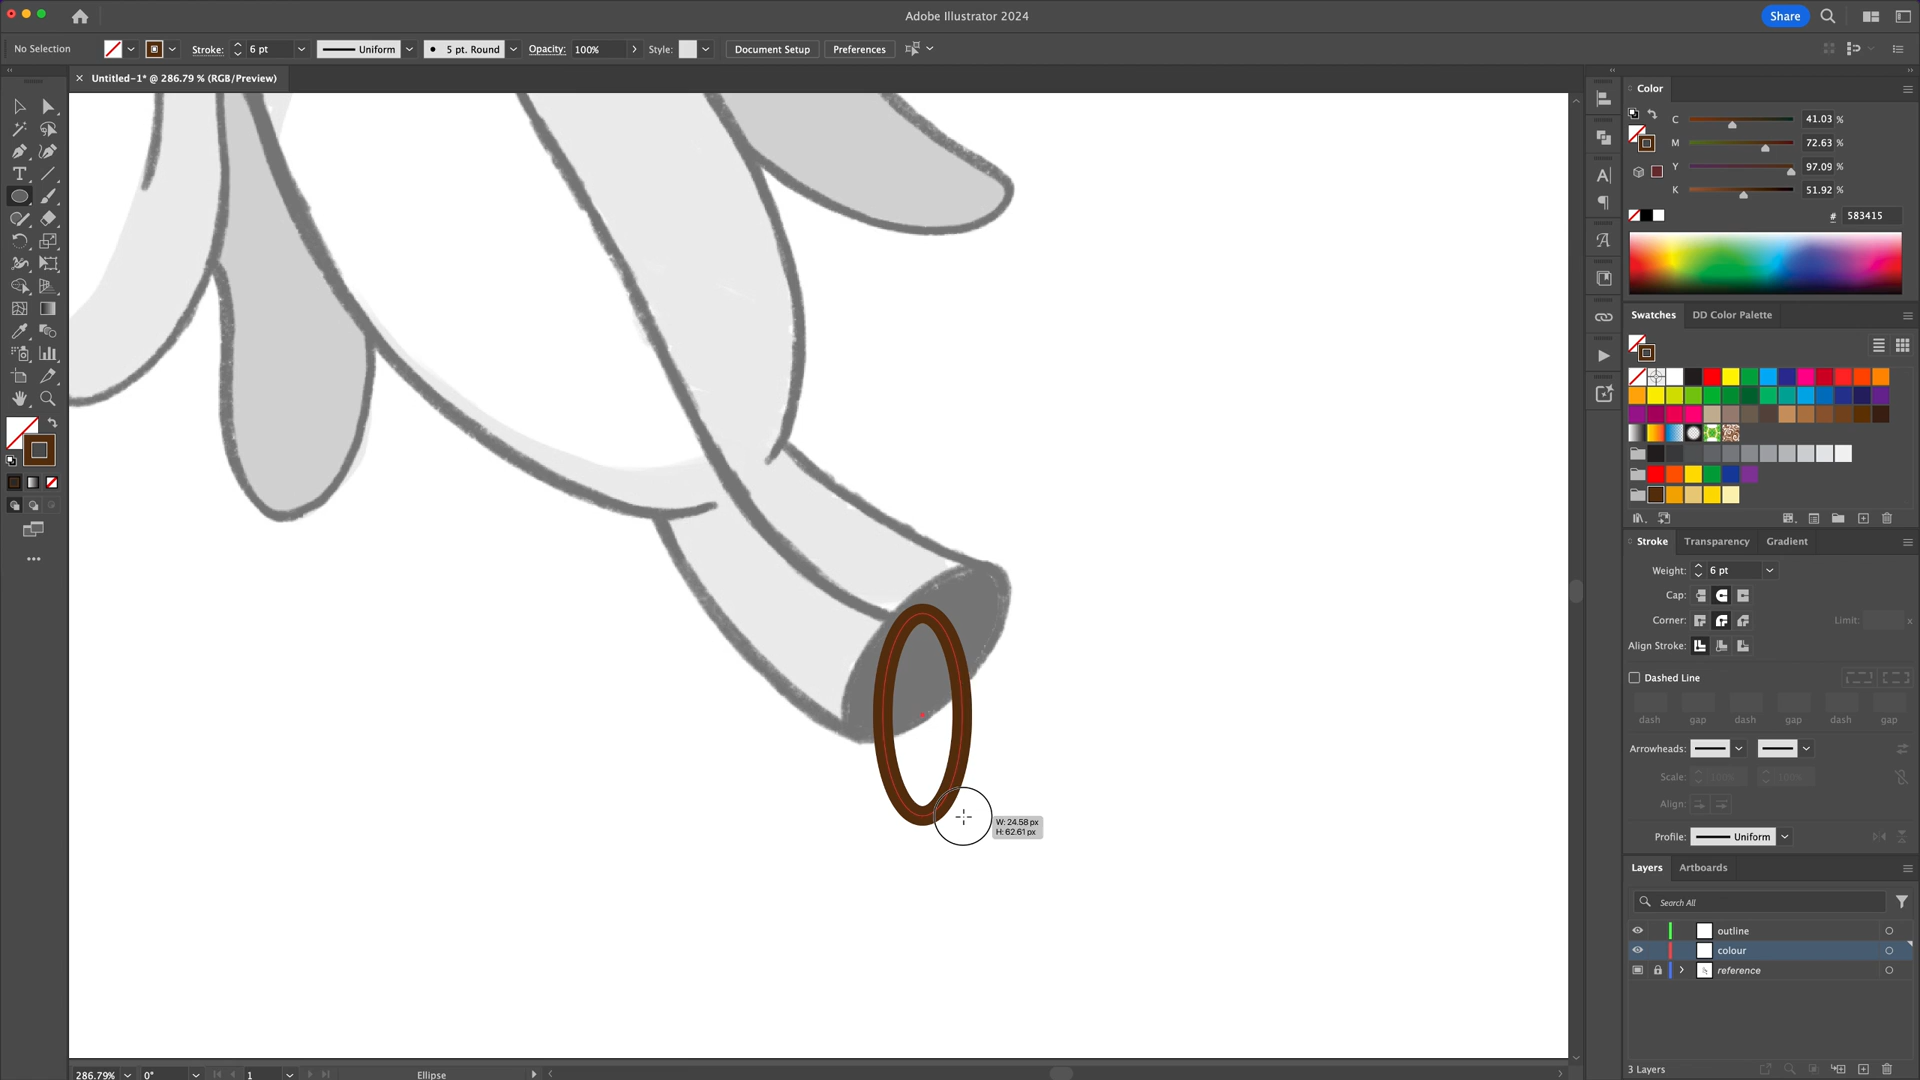 Adobe Illustrator 2024
Share
No Selection
Stroke:
6 pt
Uniform
5 pt. Round
Opacity:
100%
Style:
Document Setup
Preferences
× Untitled-1* @ 286.79 % (RGB/Preview)
Color
C 41.03 %
M 72.63 %
Y 97.09 %
K 51.92 %
# 583415
Swatches
DD Color Palette
Stroke
Transparency
Gradient
Weight: 6 pt
Cap:
Corner:
Limit: x
Align Stroke:
Dashed Line
dash gap dash gap dash gap
Arrowheads:
Scale: 100% 100%
Align:
Profile: Uniform
W: 24.58 px
H: 62.61 px
Layers
Artboards
Search All
outline
colour
reference
3 Layers
286.79%
0°
1
Ellipse